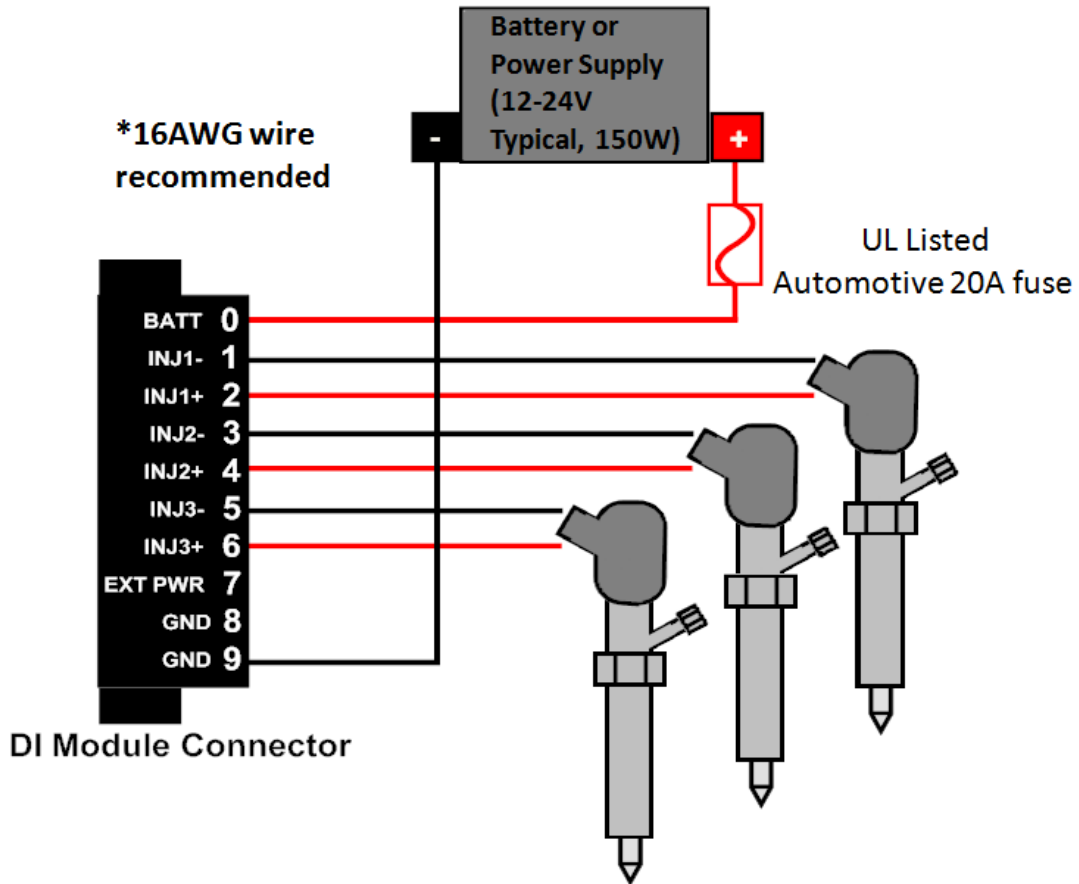 Battery or
Power Supply
(12-24V
Typical, 150W)
-
+
*16AWG wire
recommended
UL Listed
Automotive 20A fuse
BATT 0
INJ1- 1
INJ1+ 2
INJ2- 3
INJ2+ 4
INJ3- 5
INJ3+ 6
EXT PWR 7
GND 8
GND 9
DI Module Connector